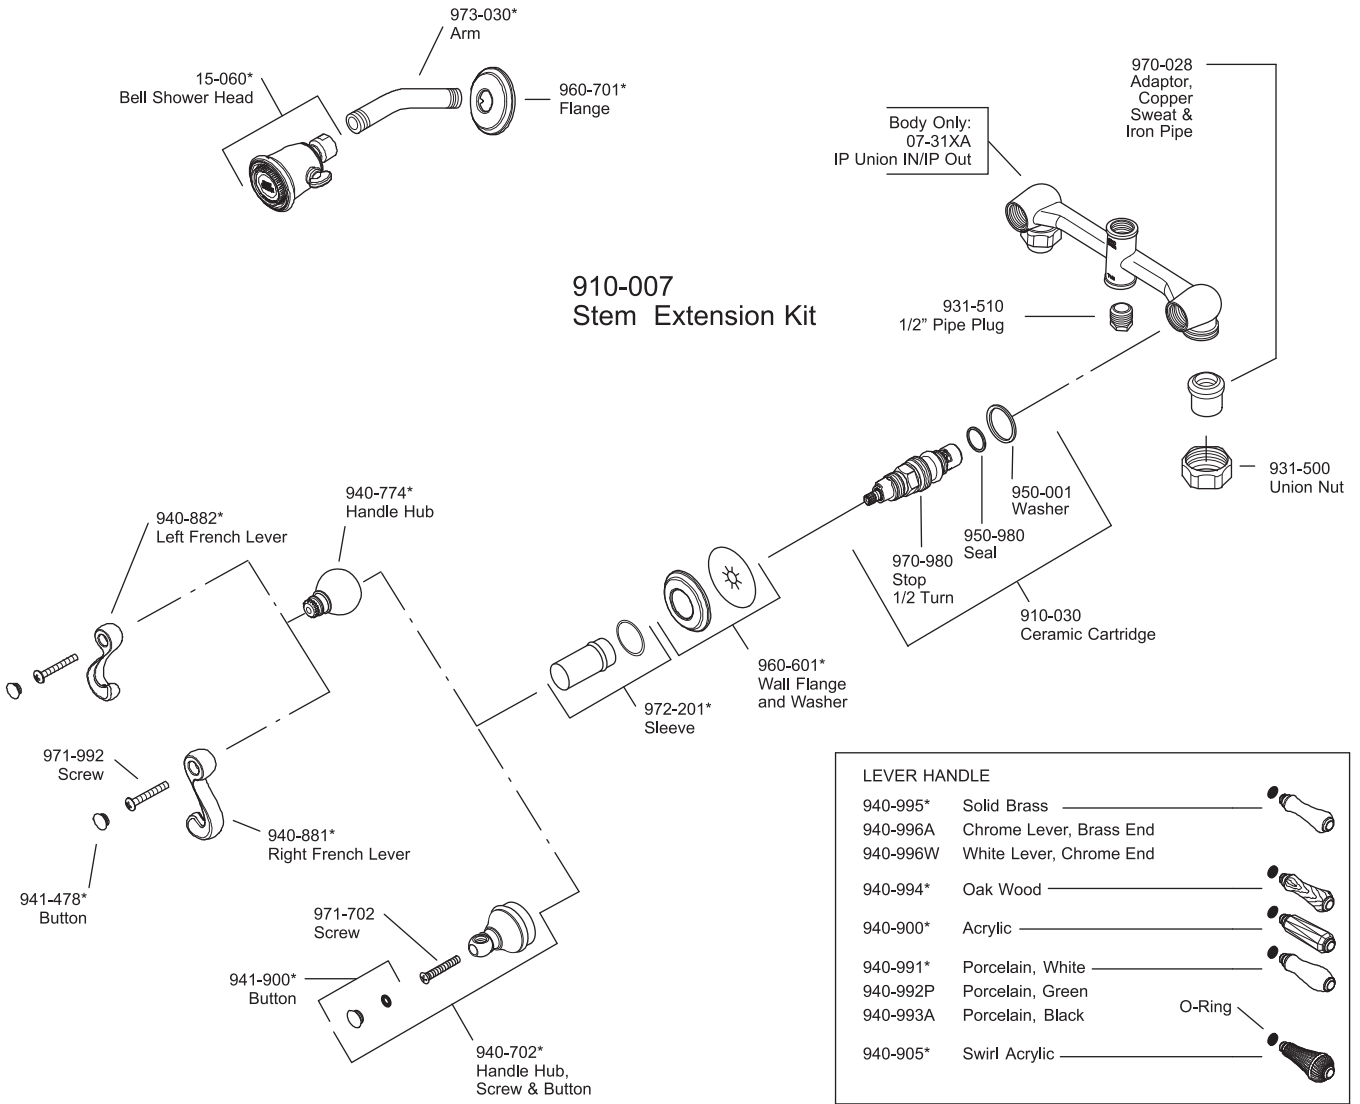 973-030*
Arm
15-060*
Bell Shower Head
960-701*
Flange
970-028
Adaptor,
Copper
Sweat &
Iron Pipe
Body Only:
07-31XA
IP Union IN/IP Out
910-007
Stem Extension Kit
931-510
1/2” Pipe Plug
931-500
Union Nut
950-001
Washer
950-980
Seal
970-980
Stop
1/2 Turn
910-030
Ceramic Cartridge
940-774*
Handle Hub
940-882*
Left French Lever
960-601*
Wall Flange
and Washer
972-201*
Sleeve
971-992
Screw
940-881*
Right French Lever
941-478*
Button
971-702
Screw
941-900*
Button
940-702*
Handle Hub,
Screw & Button
LEVER HANDLE
940-995* Solid Brass
940-996A Chrome Lever, Brass End
940-996W White Lever, Chrome End
940-994* Oak Wood
940-900* Acrylic
940-991* Porcelain, White
940-992P Porcelain, Green
940-993A Porcelain, Black
O-Ring
940-905* Swirl Acrylic